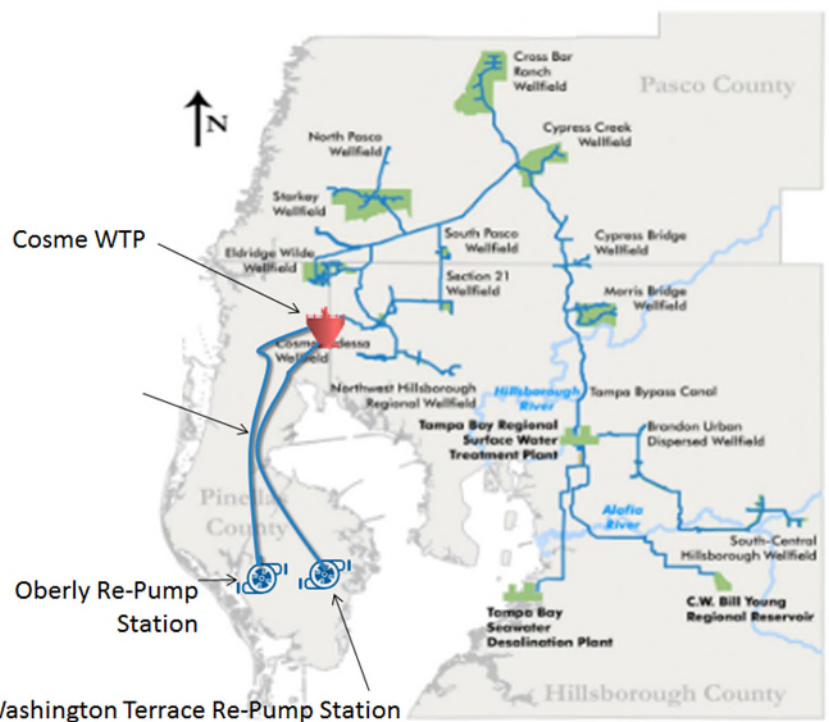 Cross Bar
Ranch
Wellfield
Pasco County
N
North Pasco
Wellfield
Cypress Creek
Wellfield
Starkey
Wellfield
Cosme WTP
South Pasco
Wellfield
Cypress Bridge
Wellfield
Eldridge Wilde
Wellfield
Section 21
Wellfield
Morris Bridge
Wellfield
Wellfield
Northwest Hillsborough
Regional Wellfield
Hillsborough
River
Tampa Bypass Canal
Tampa Bay Regional
Surface Water
Treatment Plant
Brandon Urban
Dispersed Wellfield
Pinellas
County
Alafia
River
South-Central
Hillsborough Wellfield
Oberly Re-Pump
Station
C.W. Bill Young
Regional Reservoir
Tampa Bay
Seawater
Desalination Plant
Washington Terrace Re-Pump Station
Hillsborough County